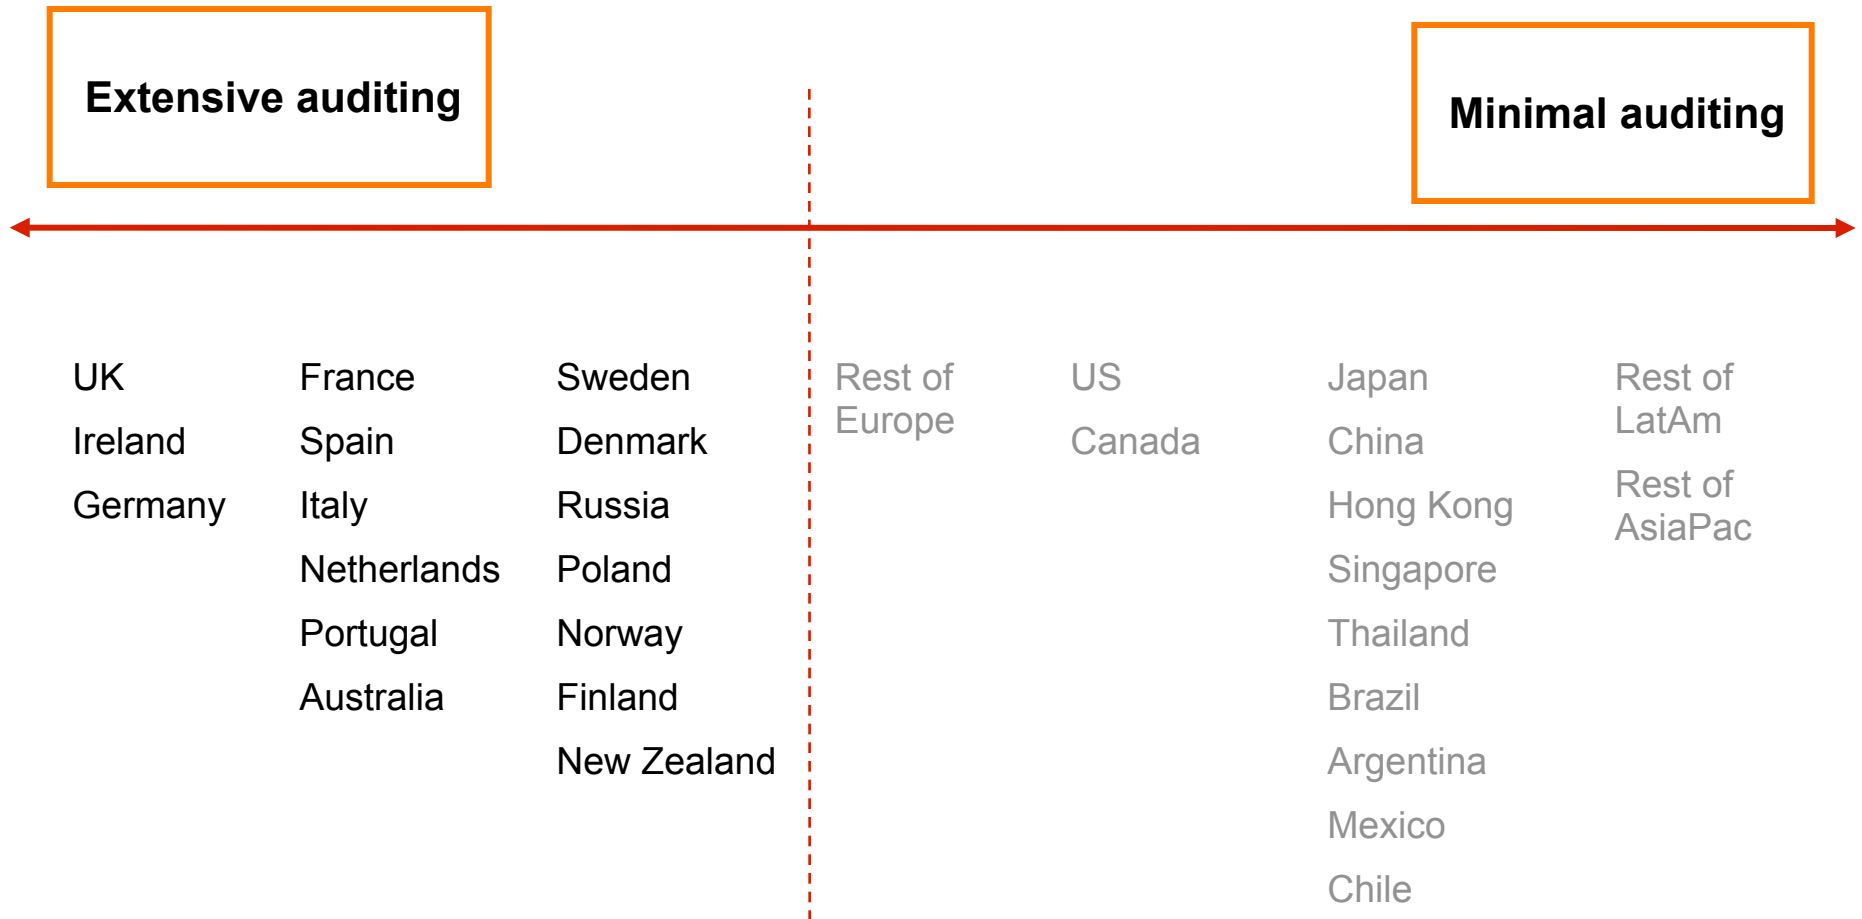 Extensive auditing
Minimal auditing
UK
Ireland
Germany
France
Spain
Italy
Netherlands
Portugal
Australia
Sweden
Denmark
Russia
Poland
Norway
Finland
New Zealand
Rest of
Europe
US
Canada
Japan
China
Hong Kong
Singapore
Thailand
Brazil
Argentina
Mexico
Chile
Rest of
LatAm
Rest of
AsiaPac